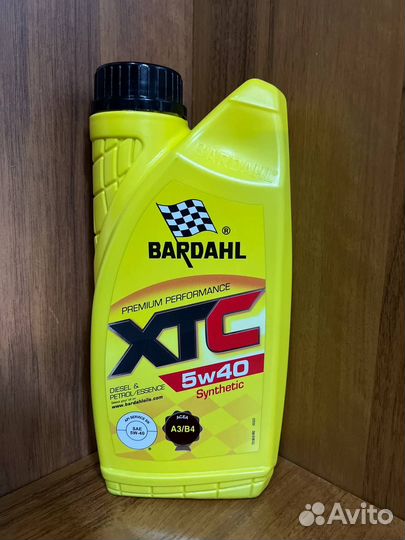 BARDAHL
®
BARDAHL
PREMIUM PERFORMANCE
XTC
5w40
Synthetic
DIESEL &
PETROL/ESSENCE
www.bardahloils.com
SAE
5W-40
ACEA
A3/B4
Avito